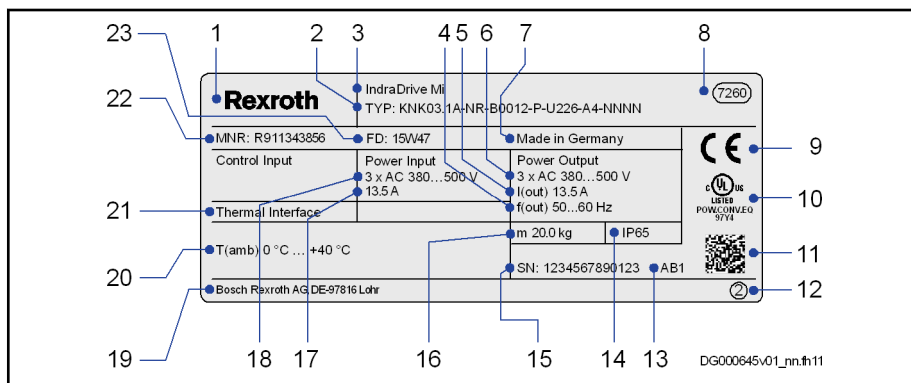 23 2 3 4 5 6 7
1 8
Rexroth
IndraDrive Mi
TYP: KNK03.1A-NR-B0012-P-U226-A4-NNNN
7260
22
MNR: R911343856 FD: 15W47 Made in Germany
Control Input Power Input Power Output
3 x AC 380...500 V 3 x AC 380...500 V
13.5 A I(out) 13.5 A
f(out) 50...60 Hz
CE 9
C UL US
LISTED
POW.CONV.EQ
97Y4
10
21
Thermal Interface
m 20.0 kg IP65
11
20
T(amb) 0 °C ... +40 °C
SN: 1234567890123 AB1
Bosch Rexroth AG, DE-97816 Lohr
2
12
19 18 17 16 15 14 13
DG000645v01_nn.fh11